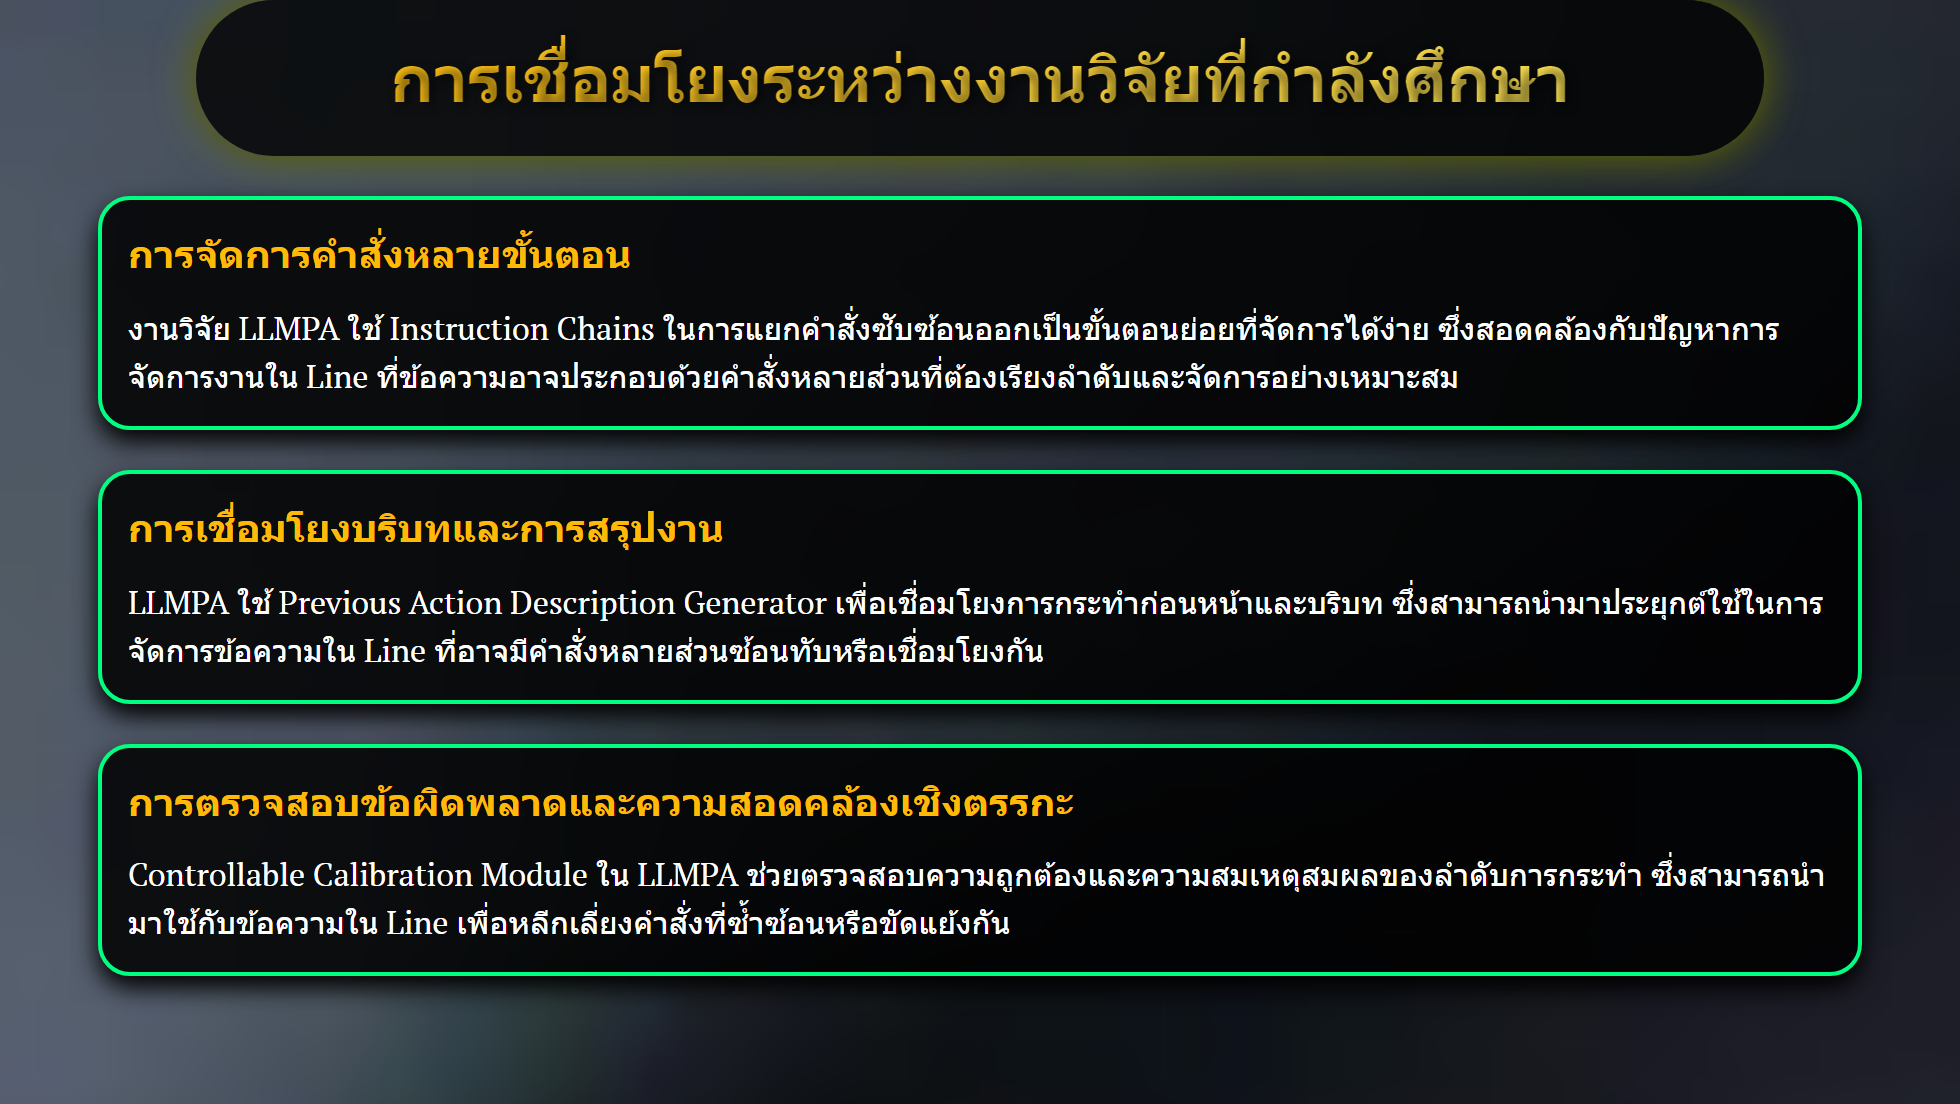 การเชื่อมโยงระหว่างงานวิจัยที่กำลังศึกษา
การจัดการคำสั่งหลายขั้นตอน
งานวิจัย LLMPA ใช้ Instruction Chains ในการแยกคำสั่งซับซ้อนออกเป็นขั้นตอนย่อยที่จัดการได้ง่าย ซึ่งสอดคล้องกับปัญหาการ
จัดการงานใน Line ที่ข้อความอาจประกอบด้วยคำสั่งหลายส่วนที่ต้องเรียงลำดับและจัดการอย่างเหมาะสม
การเชื่อมโยงบริบทและการสรุปงาน
LLMPA ใช้ Previous Action Description Generator เพื่อเชื่อมโยงการกระทำก่อนหน้าและบริบท ซึ่งสามารถนำมาประยุกต์ใช้ในการ
จัดการข้อความใน Line ที่อาจมีคำสั่งหลายส่วนซ้อนทับหรือเชื่อมโยงกัน
การตรวจสอบข้อผิดพลาดและความสอดคล้องเชิงตรรกะ
Controllable Calibration Module ใน LLMPA ช่วยตรวจสอบความถูกต้องและความสมเหตุสมผลของลำดับการกระทำ ซึ่งสามารถนำ
มาใช้กับข้อความใน Line เพื่อหลีกเลี่ยงคำสั่งที่ซ้ำซ้อนหรือขัดแย้งกัน